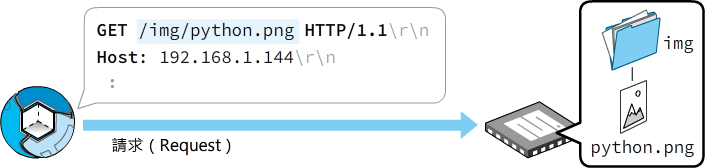 GET /img/python.png HTTP/1.1\r\n
Host: 192.168.1.144\r\n
:
img
python.png
請求（Request）